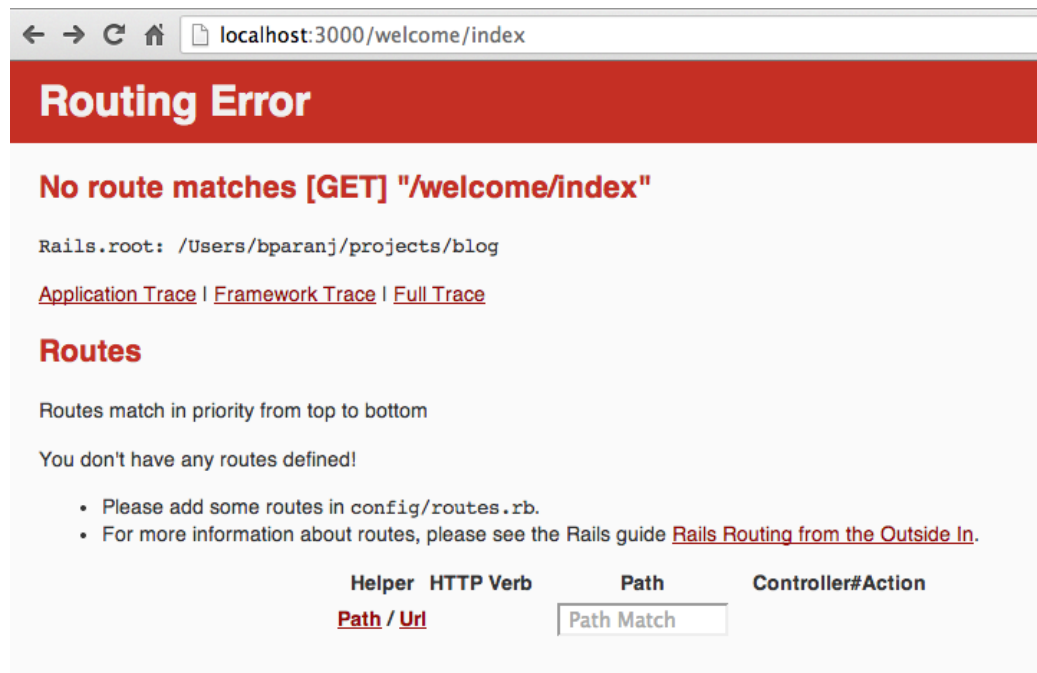 localhost:3000/welcome/index
Routing Error
No route matches [GET] "/welcome/index"
Rails.root: /Users/bparanj/projects/blog
Application Trace | Framework Trace | Full Trace
Routes
Routes match in priority from top to bottom
You don't have any routes defined!
• Please add some routes in config/routes.rb.
• For more information about routes, please see the Rails guide Rails Routing from the Outside In.
Helper HTTP Verb Path Controller#Action
Path / Url Path Match